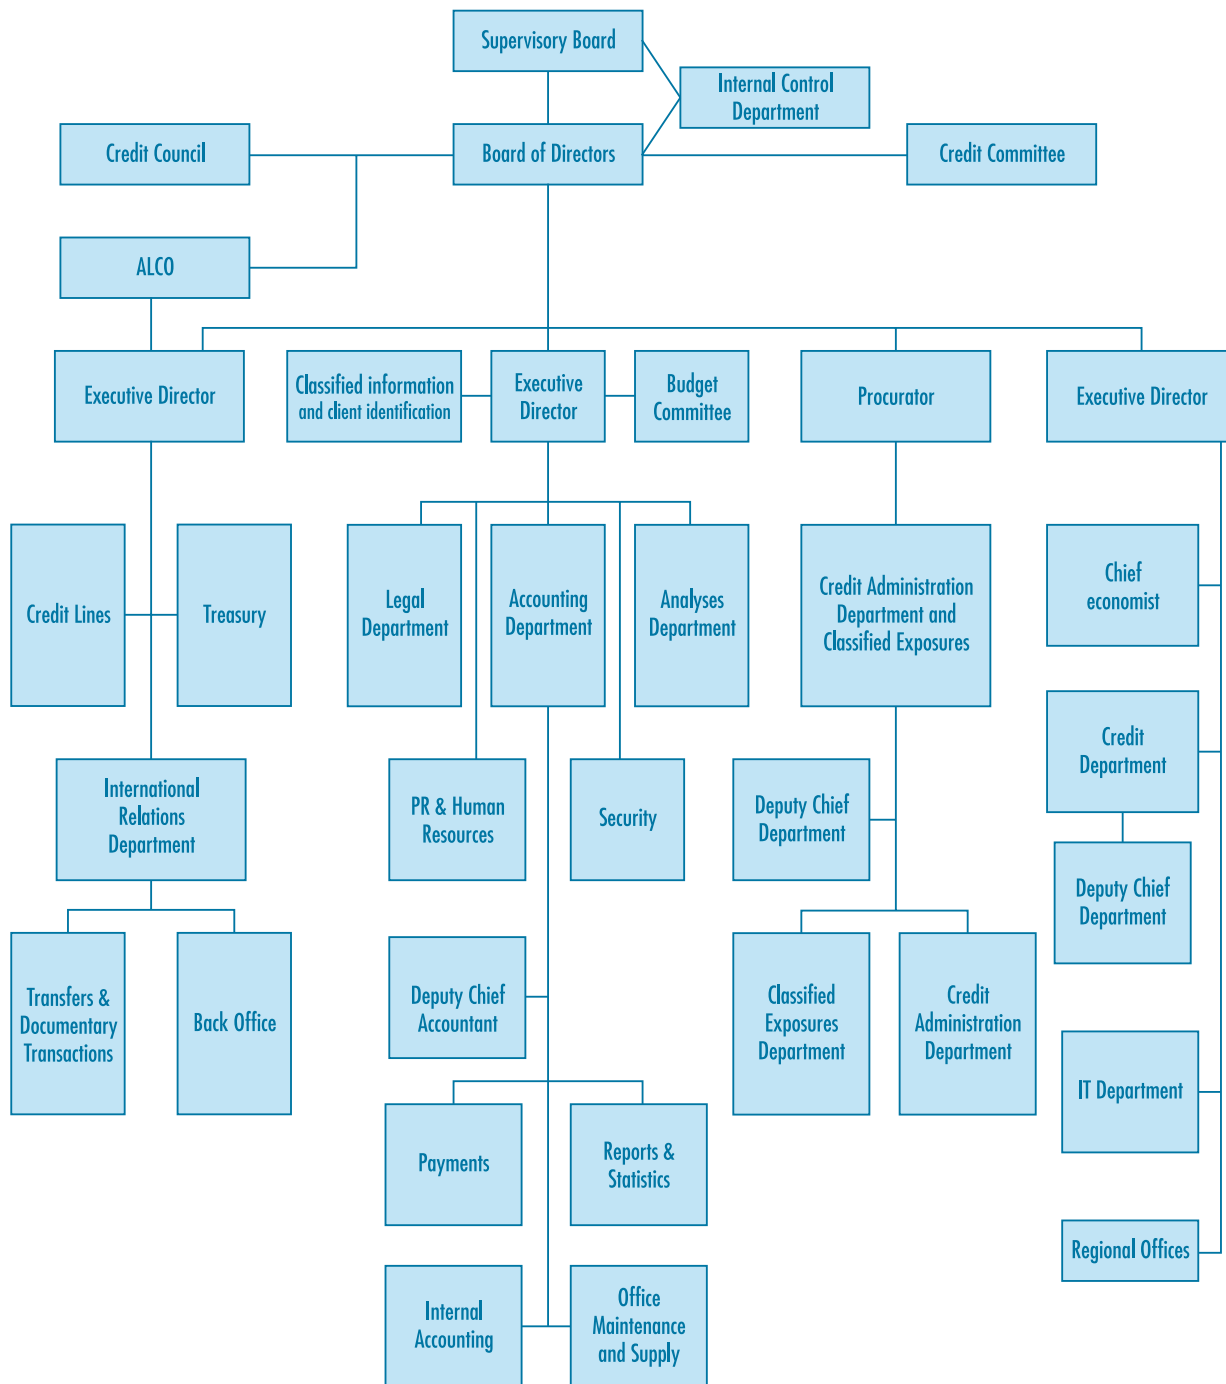 Supervisory Board
Internal Control
Department
Credit Council
Board of Directors
Credit Committee
ALCO
Executive Director
Classified information
and client identification
Executive
Director
Budget
Committee
Procurator
Executive Director
Credit Lines
Treasury
Legal
Department
Accounting
Department
Analyses
Department
Credit Administration
Department and
Classified Exposures
Chief
economist
Credit
Department
International
Relations
Department
PR & Human
Resources
Security
Deputy Chief
Department
Deputy Chief
Department
Transfers &
Documentary
Transactions
Back Office
Deputy Chief
Accountant
Classified
Exposures
Department
Credit
Administration
Department
IT Department
Payments
Reports &
Statistics
Regional Offices
Internal
Accounting
Office
Maintenance
and Supply